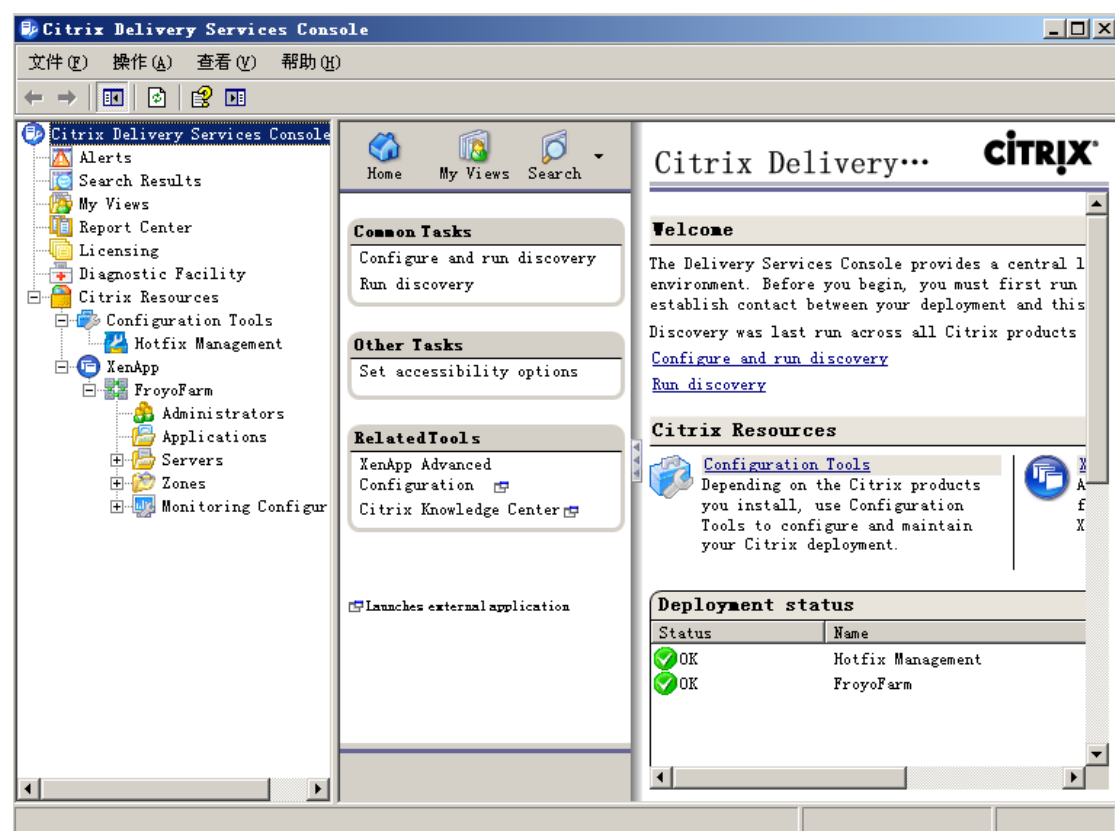 Citrix Delivery Services Console
文件(F) 操作(A) 查看(V) 帮助(H)
Citrix Delivery Services Console
Alerts
Search Results
My Views
Report Center
Licensing
Diagnostic Facility
Citrix Resources
Configuration Tools
Hotfix Management
XenApp
FroyoFarm
Administrators
Applications
Servers
Zones
Monitoring Configur
Home My Views Search
Common Tasks
Configure and run discovery
Run discovery
Other Tasks
Set accessibility options
RelatedTools
XenApp Advanced
Configuration
Citrix Knowledge Center
Launches external application
Citrix Delivery… CITRIX
Welcome
The Delivery Services Console provides a central l
environment. Before you begin, you must first run
establish contact between your deployment and this
Discovery was last run across all Citrix products
Configure and run discovery
Run discovery
Citrix Resources
Configuration Tools
Depending on the Citrix products
you install, use Configuration
Tools to configure and maintain
your Citrix deployment.
X
A
f
X
Deployment status
Status Name
OK Hotfix Management
OK FroyoFarm